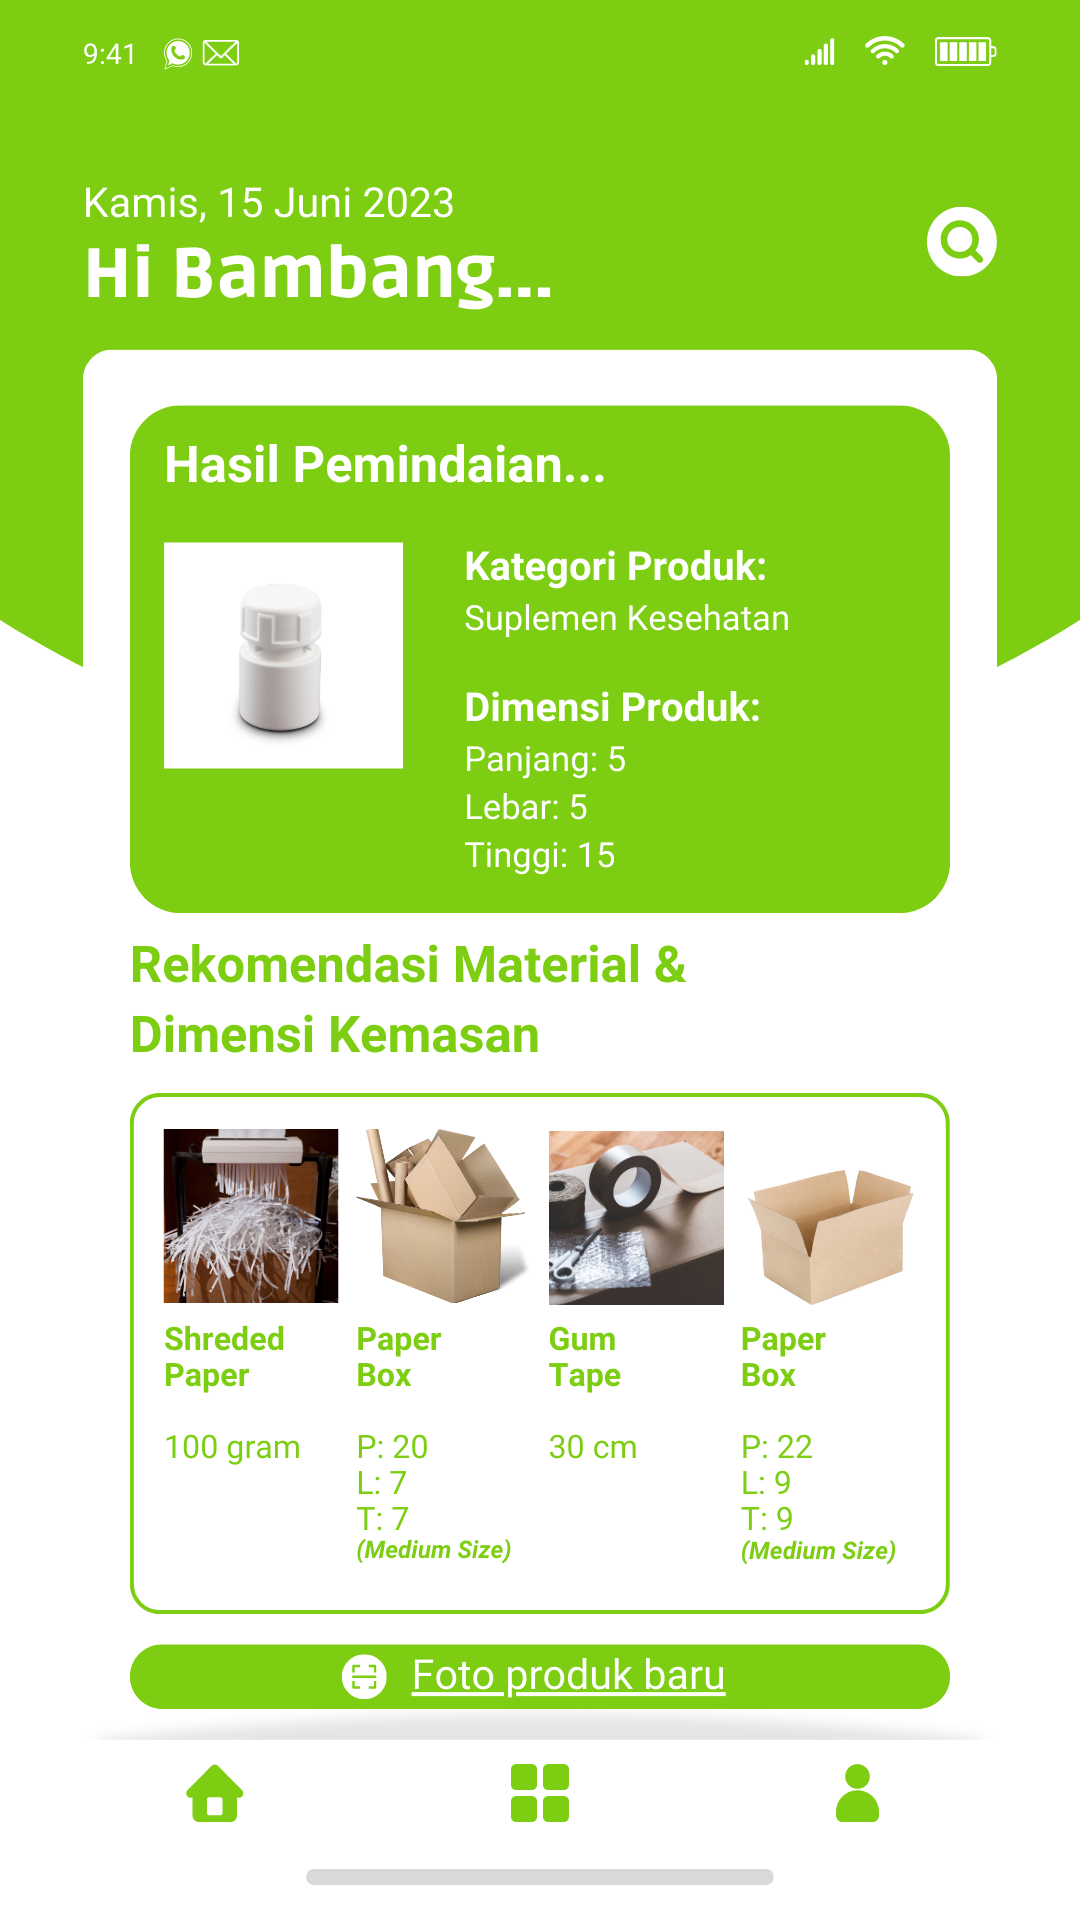 9:41
Kamis, 15 Juni 2023
Hi Bambang...
Hasil Pemindaian...
Kategori Produk:
Suplemen Kesehatan
Dimensi Produk:
Panjang: 5
Lebar: 5
Tinggi: 15
Rekomendasi Material &
Dimensi Kemasan
Shreded
Paper
100 gram
Paper
Box
P: 20
L: 7
T: 7
(Medium Size)
Gum
Tape
30 cm
Paper
Box
P: 22
L: 9
T: 9
(Medium Size)
Foto produk baru